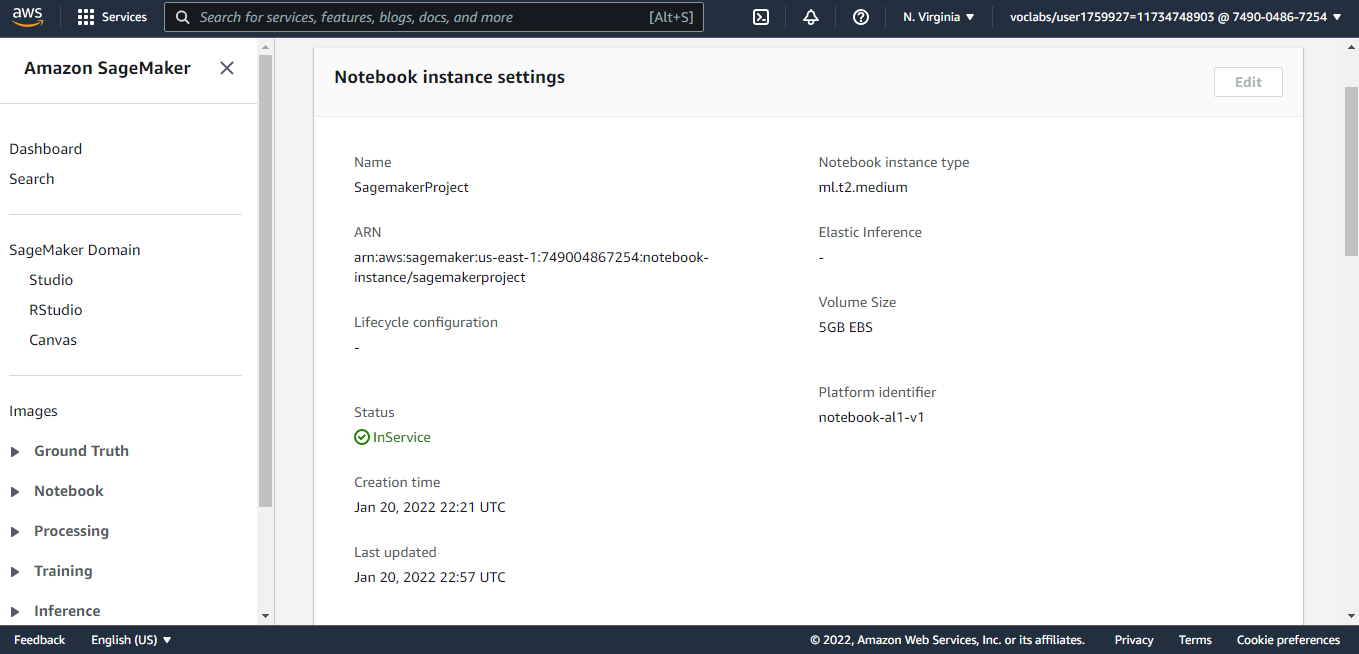 aws
Services
Search for services, features, blogs, docs, and more [Alt+S]
N. Virginia
voclabs/user1759927=11734748903 @ 7490-0486-7254
Amazon SageMaker
Dashboard
Search
SageMaker Domain
Studio
RStudio
Canvas
Images
Ground Truth
Notebook
Processing
Training
Inference
Notebook instance settings
Edit
Name
SagemakerProject
ARN
arn:aws:sagemaker:us-east-1:749004867254:notebook-
instance/sagemakerproject
Lifecycle configuration
-
Status
InService
Creation time
Jan 20, 2022 22:21 UTC
Last updated
Jan 20, 2022 22:57 UTC
Notebook instance type
ml.t2.medium
Elastic Inference
-
Volume Size
5GB EBS
Platform identifier
notebook-al1-v1
Feedback
English (US)
© 2022, Amazon Web Services, Inc. or its affiliates.
Privacy
Terms
Cookie preferences